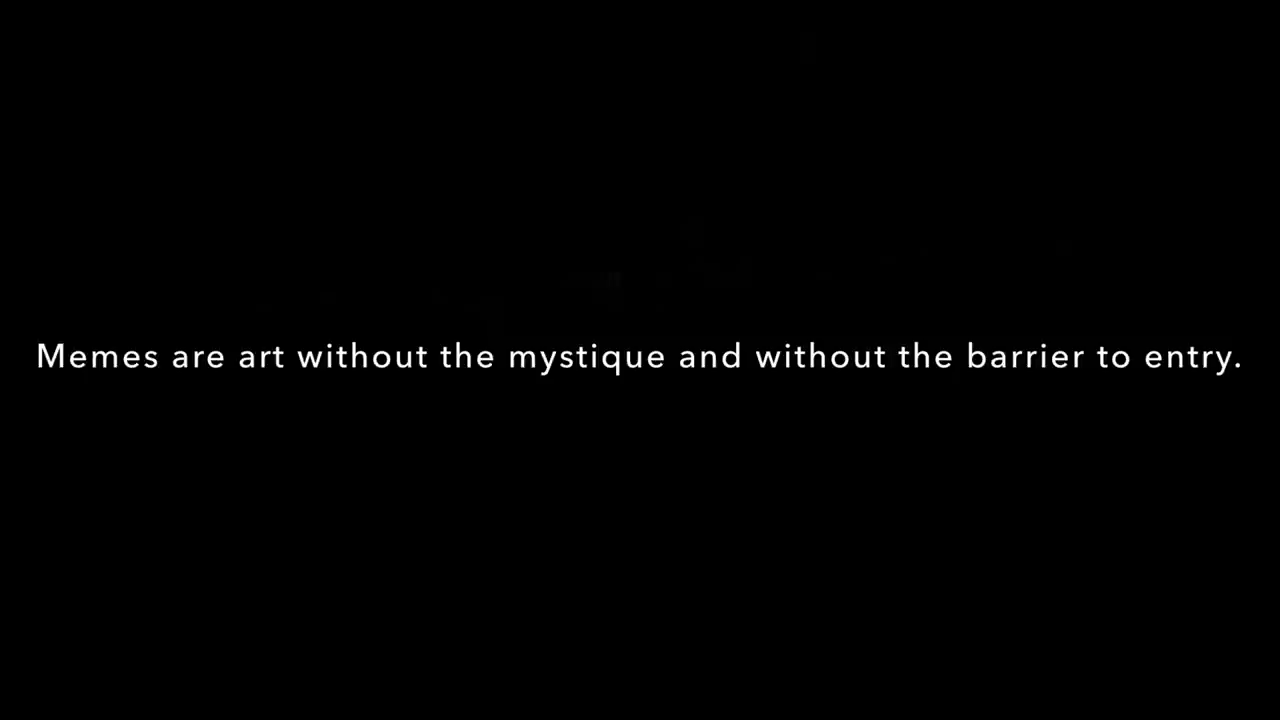 Memes are art without the mystique and without the barrier to entry.